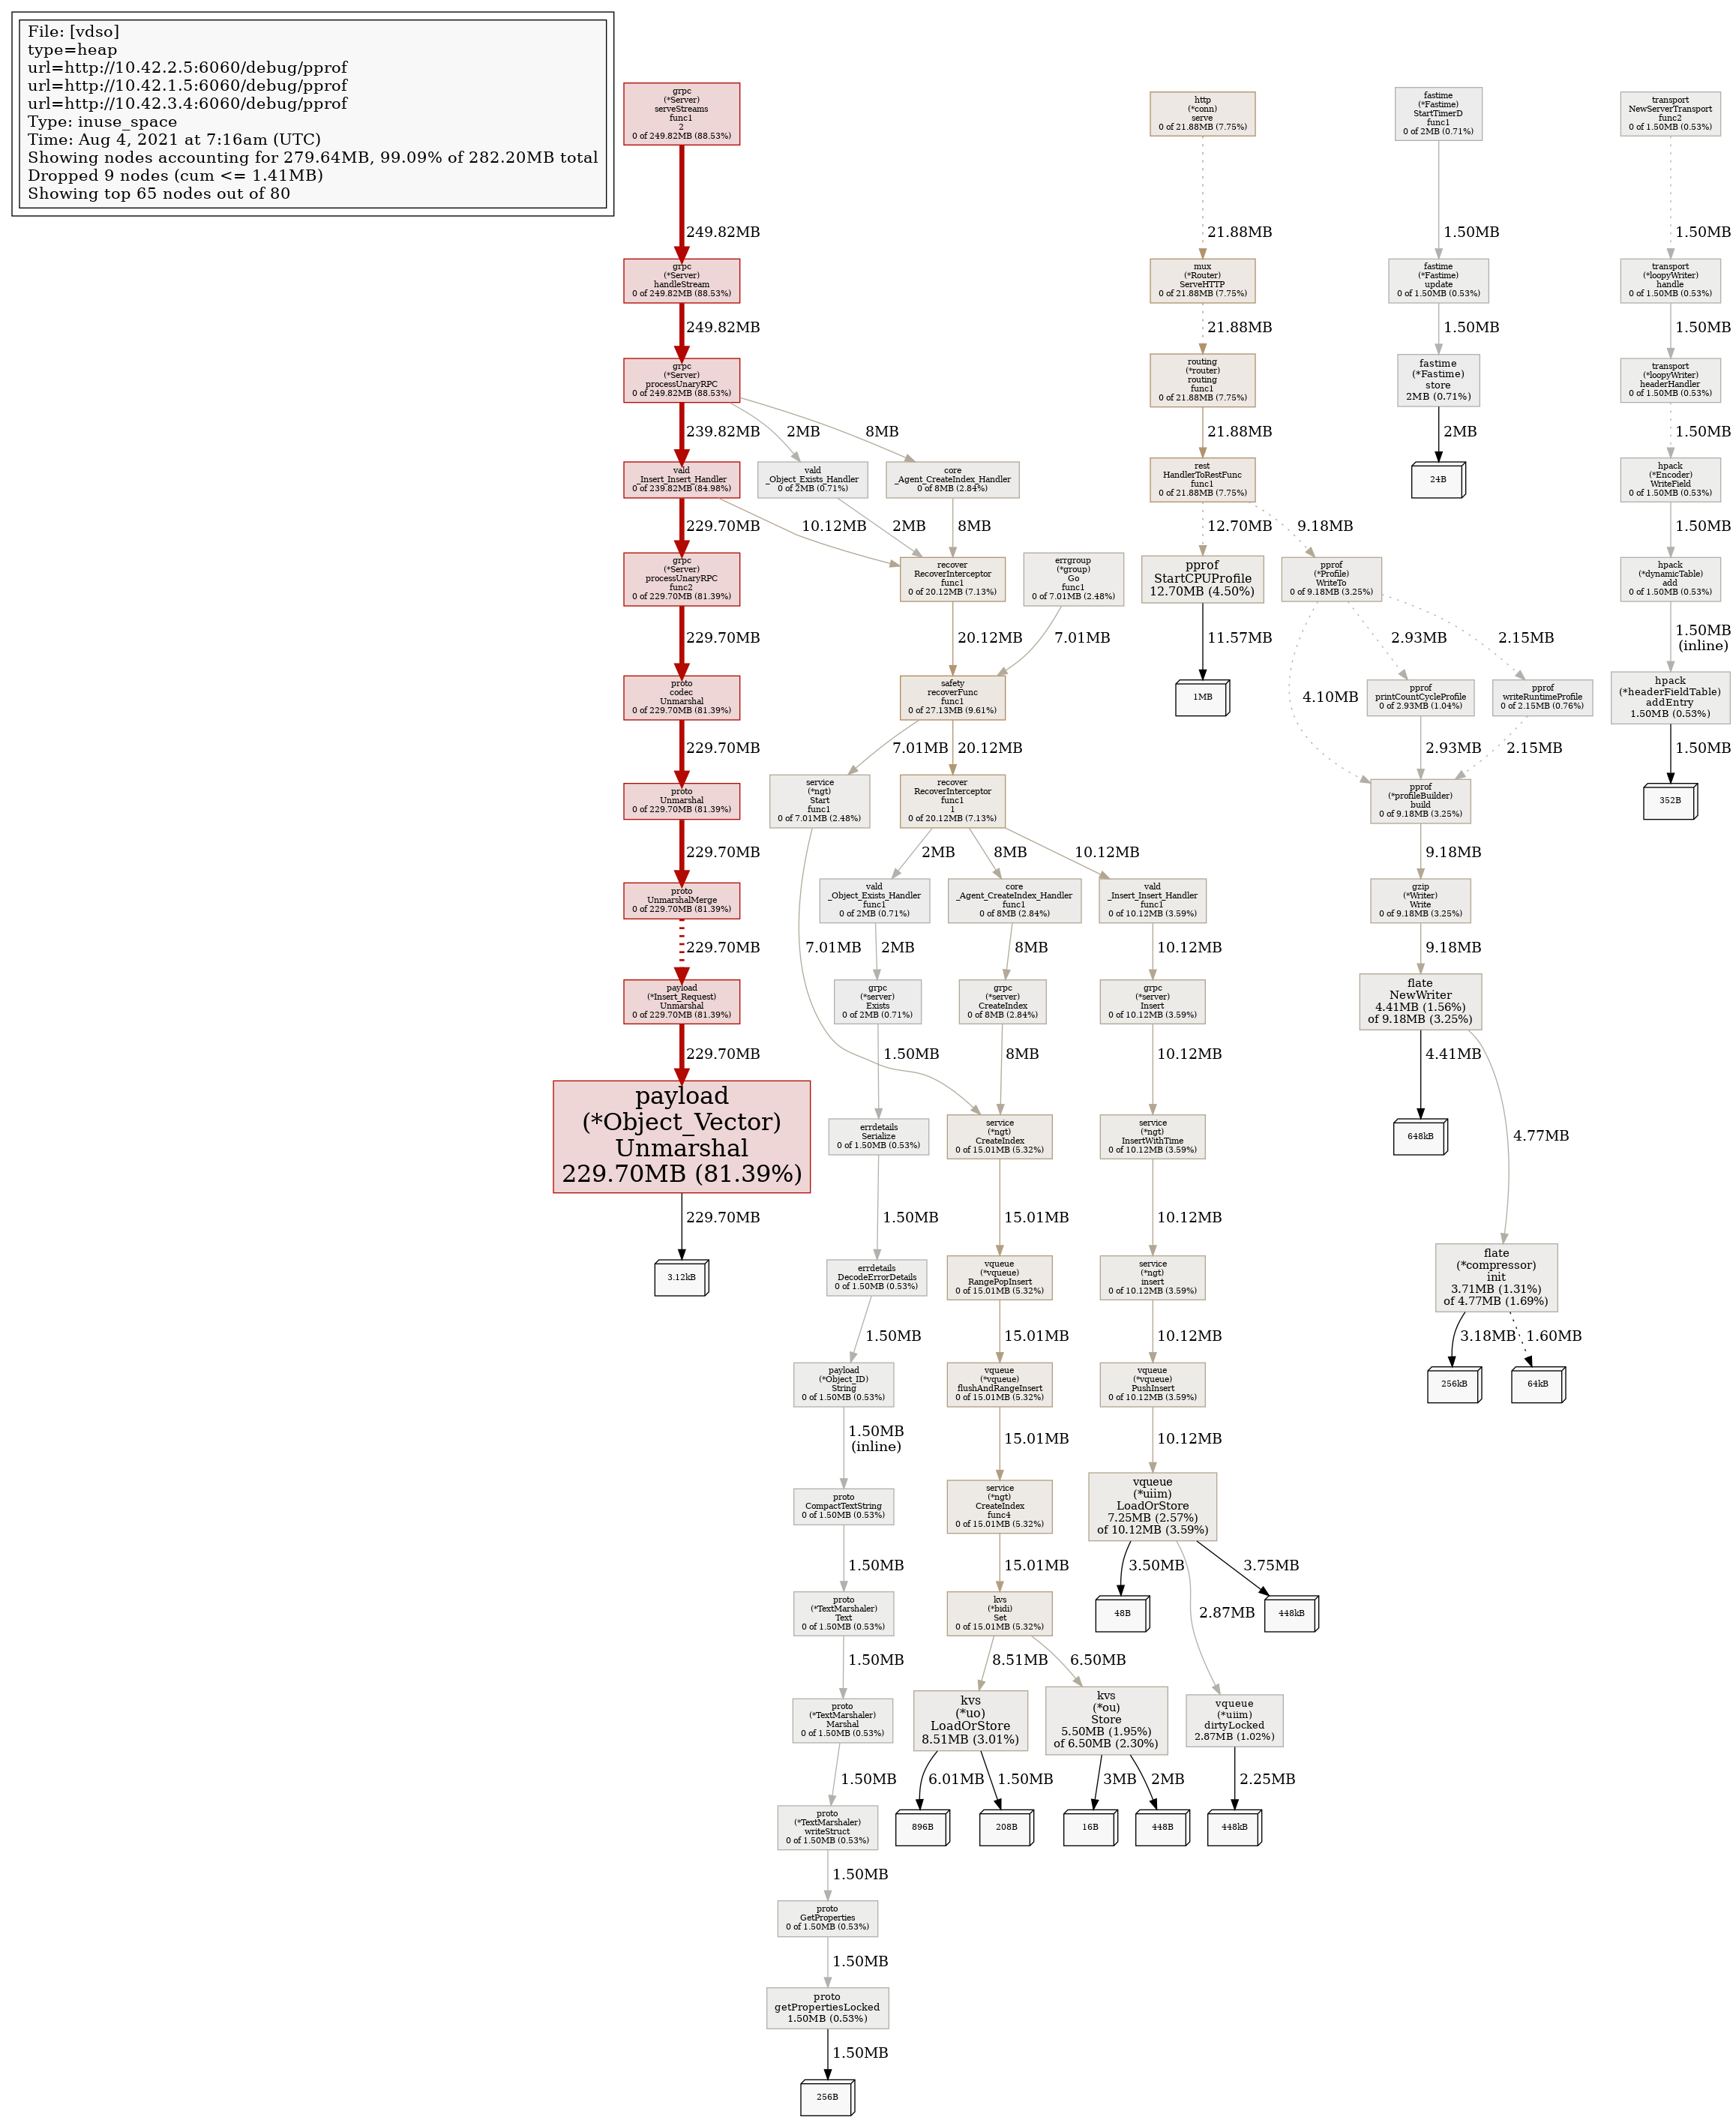 File: [vdso]
type=heap
url=http://10.42.2.5:6060/debug/pprof
url=http://10.42.1.5:6060/debug/pprof
url=http://10.42.3.4:6060/debug/pprof
Type: inuse_space
Time: Aug 4, 2021 at 7:16am (UTC)
Showing nodes accounting for 279.64MB, 99.09% of 282.20MB total
Dropped 9 nodes (cum <= 1.41MB)
Showing top 65 nodes out of 80
grpc
(*Server)
serveStreams
func1
2
0 of 249.82MB (88.53%)
249.82MB
grpc
(*Server)
handleStream
0 of 249.82MB (88.53%)
249.82MB
grpc
(*Server)
processUnaryRPC
0 of 249.82MB (88.53%)
239.82MB
2MB
8MB
vald
_Insert_Insert_Handler
0 of 239.82MB (84.98%)
vald
_Object_Exists_Handler
0 of 2MB (0.71%)
core
_Agent_CreateIndex_Handler
0 of 8MB (2.84%)
229.70MB
10.12MB
2MB
8MB
grpc
(*Server)
processUnaryRPC
func2
0 of 229.70MB (81.39%)
229.70MB
proto
codec
Unmarshal
0 of 229.70MB (81.39%)
229.70MB
proto
Unmarshal
0 of 229.70MB (81.39%)
229.70MB
proto
UnmarshalMerge
0 of 229.70MB (81.39%)
229.70MB
payload
(*Insert_Request)
Unmarshal
0 of 229.70MB (81.39%)
229.70MB
payload
(*Object_Vector)
Unmarshal
229.70MB (81.39%)
229.70MB
3.12kB
recover
RecoverInterceptor
func1
0 of 20.12MB (7.13%)
errgroup
(*group)
Go
func1
0 of 7.01MB (2.48%)
20.12MB
7.01MB
safety
recoverFunc
func1
0 of 27.13MB (9.61%)
7.01MB
20.12MB
service
(*ngt)
Start
func1
0 of 7.01MB (2.48%)
recover
RecoverInterceptor
func1
1
0 of 20.12MB (7.13%)
2MB
8MB
10.12MB
vald
_Object_Exists_Handler
func1
0 of 2MB (0.71%)
core
_Agent_CreateIndex_Handler
func1
0 of 8MB (2.84%)
vald
_Insert_Insert_Handler
func1
0 of 10.12MB (3.59%)
7.01MB
2MB
8MB
10.12MB
grpc
(*server)
Exists
0 of 2MB (0.71%)
grpc
(*server)
CreateIndex
0 of 8MB (2.84%)
grpc
(*server)
Insert
0 of 10.12MB (3.59%)
1.50MB
8MB
10.12MB
errdetails
Serialize
0 of 1.50MB (0.53%)
1.50MB
errdetails
DecodeErrorDetails
0 of 1.50MB (0.53%)
1.50MB
payload
(*Object_ID)
String
0 of 1.50MB (0.53%)
1.50MB
(inline)
proto
CompactTextString
0 of 1.50MB (0.53%)
1.50MB
proto
(*TextMarshaler)
Text
0 of 1.50MB (0.53%)
1.50MB
proto
(*TextMarshaler)
Marshal
0 of 1.50MB (0.53%)
1.50MB
proto
(*TextMarshaler)
writeStruct
0 of 1.50MB (0.53%)
1.50MB
proto
GetProperties
0 of 1.50MB (0.53%)
1.50MB
proto
getPropertiesLocked
1.50MB (0.53%)
1.50MB
256B
service
(*ngt)
CreateIndex
0 of 15.01MB (5.32%)
15.01MB
vqueue
(*vqueue)
RangePopInsert
0 of 15.01MB (5.32%)
15.01MB
vqueue
(*vqueue)
flushAndRangeInsert
0 of 15.01MB (5.32%)
15.01MB
service
(*ngt)
CreateIndex
func4
0 of 15.01MB (5.32%)
15.01MB
kvs
(*bidi)
Set
0 of 15.01MB (5.32%)
8.51MB
6.50MB
kvs
(*uo)
LoadOrStore
8.51MB (3.01%)
6.01MB
1.50MB
896B
208B
kvs
(*ou)
Store
5.50MB (1.95%)
of 6.50MB (2.30%)
3MB
2MB
16B
448B
service
(*ngt)
InsertWithTime
0 of 10.12MB (3.59%)
10.12MB
service
(*ngt)
insert
0 of 10.12MB (3.59%)
10.12MB
vqueue
(*vqueue)
PushInsert
0 of 10.12MB (3.59%)
10.12MB
vqueue
(*uiim)
LoadOrStore
7.25MB (2.57%)
of 10.12MB (3.59%)
3.50MB
2.87MB
3.75MB
48B
448kB
vqueue
(*uiim)
dirtyLocked
2.87MB (1.02%)
2.25MB
448kB
http
(*conn)
serve
0 of 21.88MB (7.75%)
21.88MB
mux
(*Router)
ServeHTTP
0 of 21.88MB (7.75%)
21.88MB
routing
(*router)
routing
func1
0 of 21.88MB (7.75%)
21.88MB
rest
HandlerToRestFunc
func1
0 of 21.88MB (7.75%)
12.70MB
9.18MB
pprof
StartCPUProfile
12.70MB (4.50%)
11.57MB
1MB
pprof
(*Profile)
WriteTo
0 of 9.18MB (3.25%)
4.10MB
2.93MB
2.15MB
pprof
printCountCycleProfile
0 of 2.93MB (1.04%)
pprof
writeRuntimeProfile
0 of 2.15MB (0.76%)
2.93MB
2.15MB
pprof
(*profileBuilder)
build
0 of 9.18MB (3.25%)
9.18MB
gzip
(*Writer)
Write
0 of 9.18MB (3.25%)
9.18MB
flate
NewWriter
4.41MB (1.56%)
of 9.18MB (3.25%)
4.41MB
4.77MB
648kB
flate
(*compressor)
init
3.71MB (1.31%)
of 4.77MB (1.69%)
3.18MB
1.60MB
256kB
64kB
fastime
(*Fastime)
StartTimerD
func1
0 of 2MB (0.71%)
1.50MB
fastime
(*Fastime)
update
0 of 1.50MB (0.53%)
1.50MB
fastime
(*Fastime)
store
2MB (0.71%)
2MB
24B
transport
NewServerTransport
func2
0 of 1.50MB (0.53%)
1.50MB
transport
(*loopyWriter)
handle
0 of 1.50MB (0.53%)
1.50MB
transport
(*loopyWriter)
headerHandler
0 of 1.50MB (0.53%)
1.50MB
hpack
(*Encoder)
WriteField
0 of 1.50MB (0.53%)
1.50MB
hpack
(*dynamicTable)
add
0 of 1.50MB (0.53%)
1.50MB
(inline)
hpack
(*headerFieldTable)
addEntry
1.50MB (0.53%)
1.50MB
352B